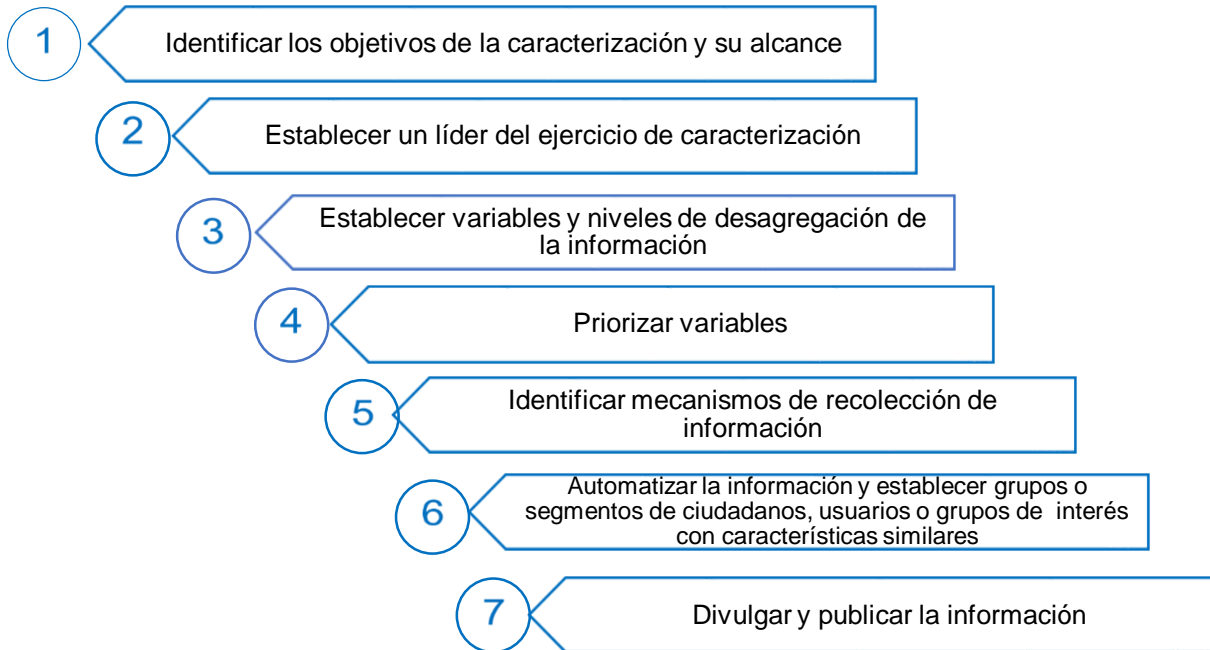 1
Identificar los objetivos de la caracterización y su alcance
2
Establecer un líder del ejercicio de caracterización
3
Establecer variables y niveles de desagregación de
la información
4
Priorizar variables
5
Identificar mecanismos de recolección de
información
6
Automatizar la información y establecer grupos o
segmentos de ciudadanos, usuarios o grupos de interés
con características similares
7
Divulgar y publicar la información